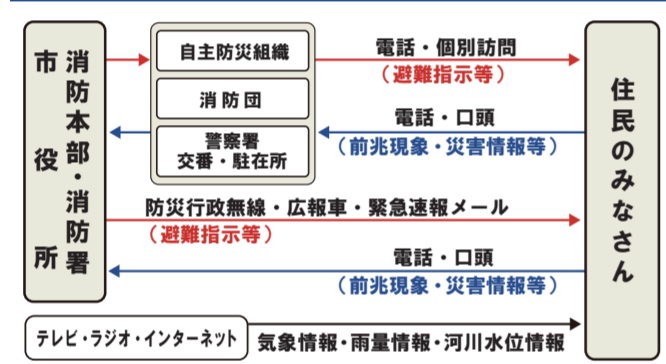 市役所
消防本部・消防署
自主防災組織
消防団
警察署
交番・駐在所
電話・個別訪問
（避難指示等）
電話・口頭
（前兆現象・災害情報等）
防災行政無線・広報車・緊急速報メール
（避難指示等）
電話・口頭
（前兆現象・災害情報等）
住民のみなさん
テレビ・ラジオ・インターネット
気象情報・雨量情報・河川水位情報